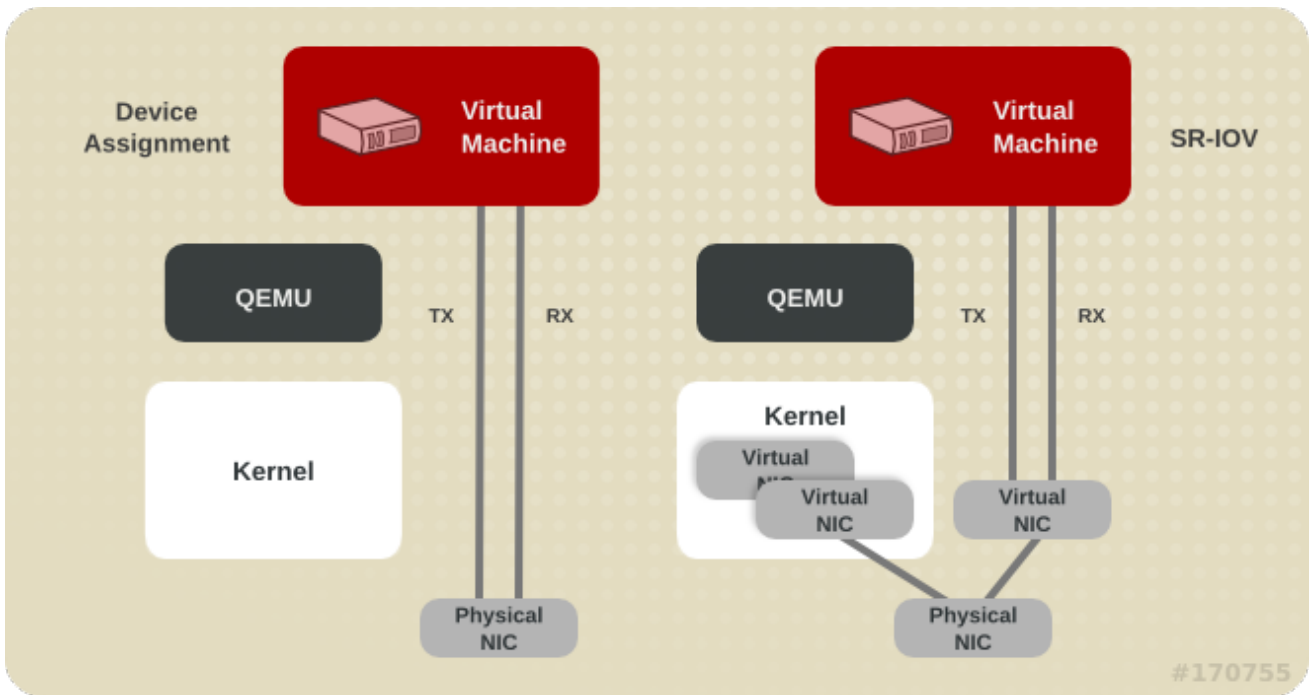 Device
Assignment
Virtual
Machine
QEMU
TX
RX
Kernel
Physical
NIC
Virtual
Machine
SR-IOV
QEMU
TX
RX
Kernel
Virtual
NIC
Virtual
NIC
Virtual
NIC
Physical
NIC
#170755